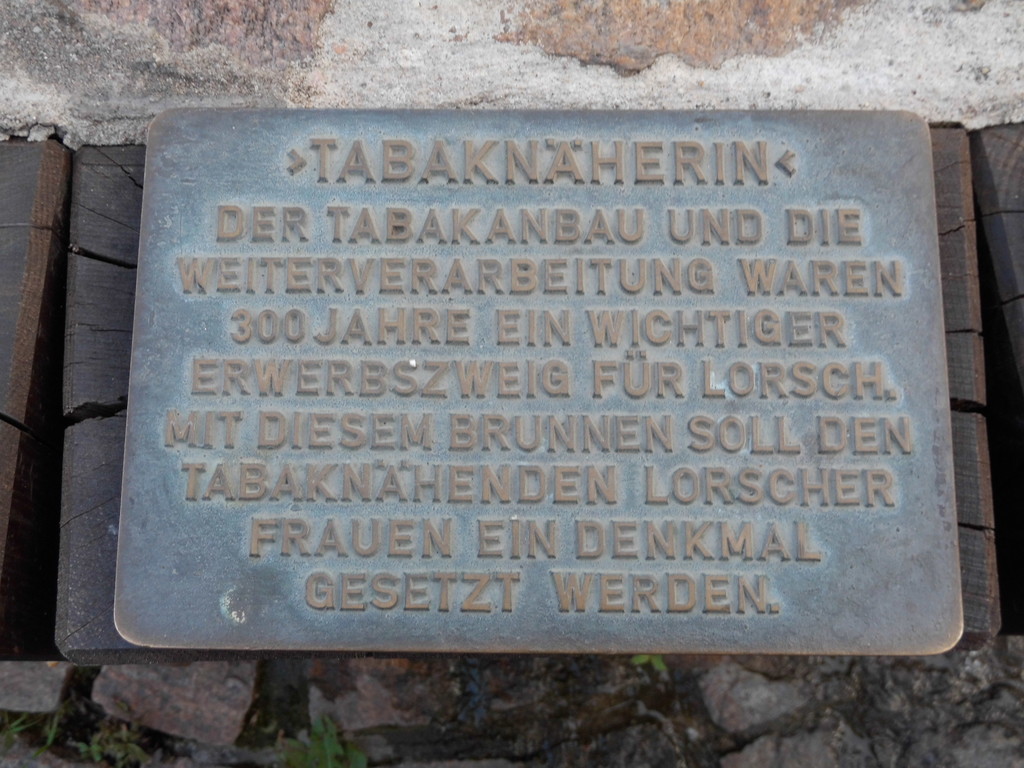 >TABAKNÄHERIN<
DER TABAKANBAU UND DIE
WEITERVERARBEITUNG WAREN
300 JAHRE EIN WICHTIGER
ERWERBSZWEIG FÜR LORSCH.
MIT DIESEM BRUNNEN SOLL DEN
TABAKNÄHENDEN LORSCHER
FRAUEN EIN DENKMAL
GESETZT WERDEN.